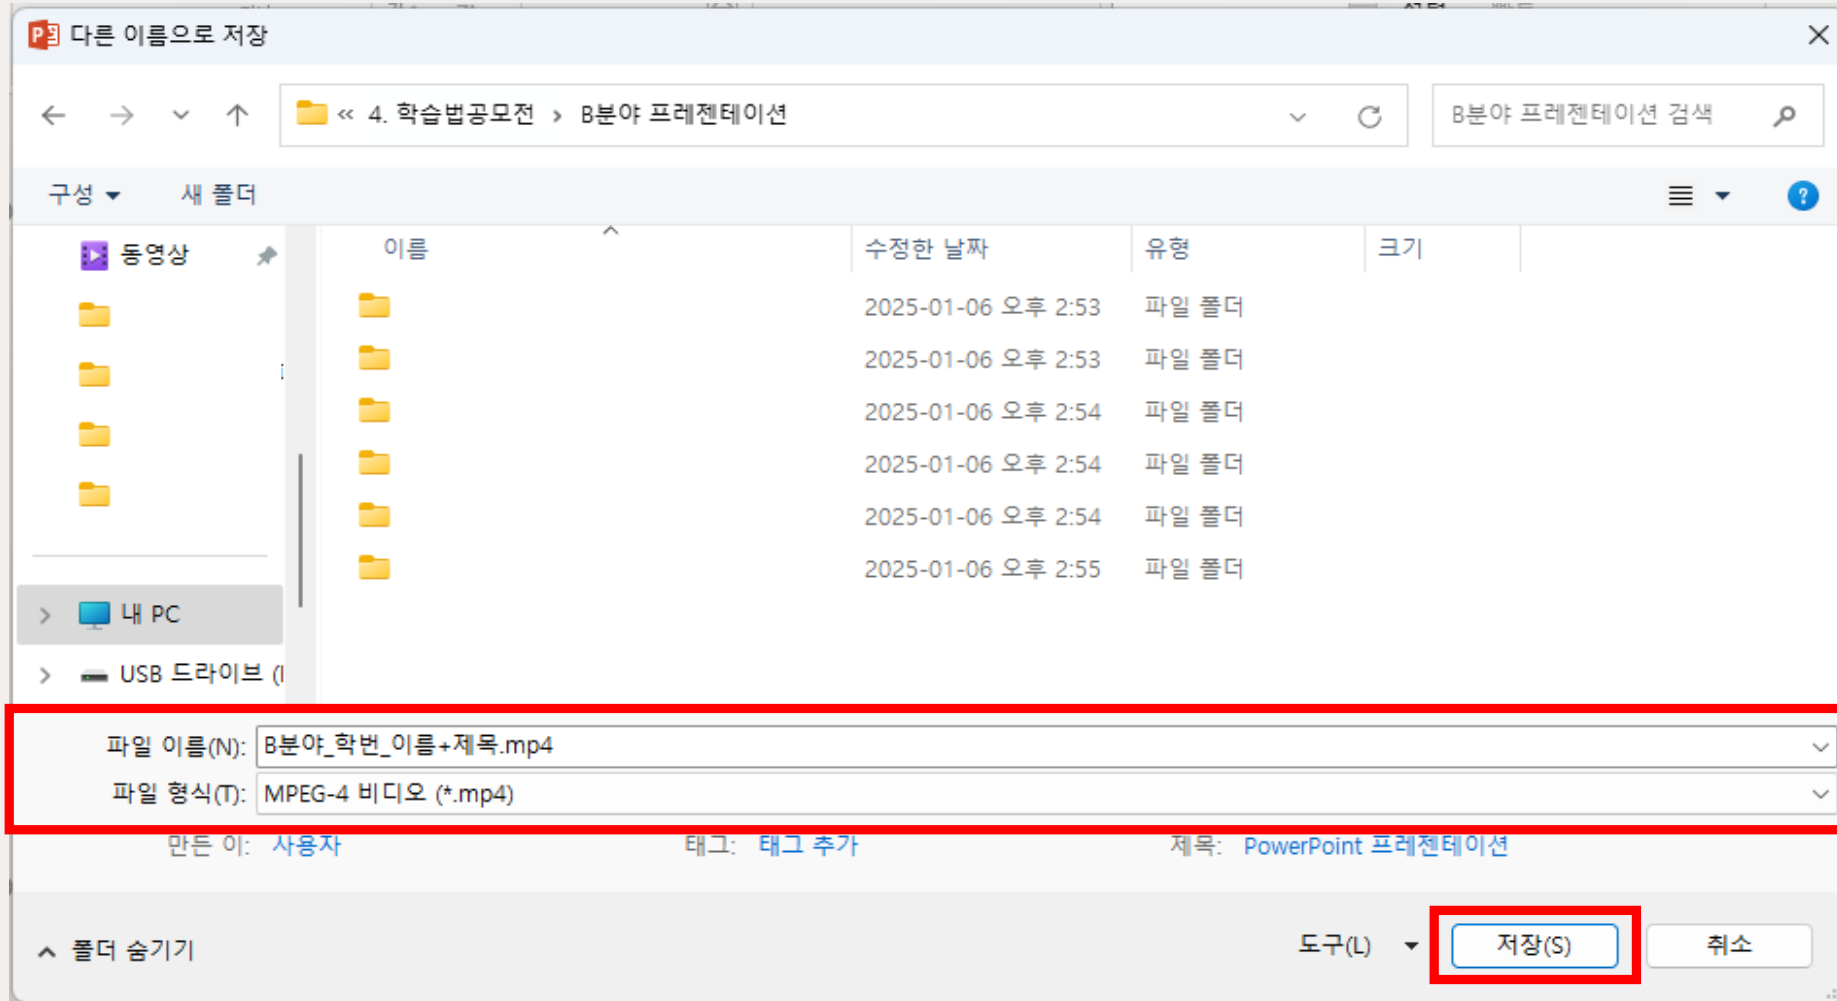 다른 이름으로 저장
« 4. 학습법공모전 › B분야 프레젠테이션
B분야 프레젠테이션 검색
구성 새 폴더
동영상
이름 수정한 날짜 유형 크기
2025-01-06 오후 2:53 파일 폴더
2025-01-06 오후 2:53 파일 폴더
2025-01-06 오후 2:54 파일 폴더
2025-01-06 오후 2:54 파일 폴더
2025-01-06 오후 2:54 파일 폴더
2025-01-06 오후 2:55 파일 폴더
내 PC
USB 드라이브
파일 이름(N): B분야_학번_이름+제목.mp4
파일 형식(T): MPEG-4 비디오 (*.mp4)
만든 이: 사용자 태그: 태그 추가 제목: PowerPoint 프레젠테이션
폴더 숨기기 도구(L) 저장(S) 취소